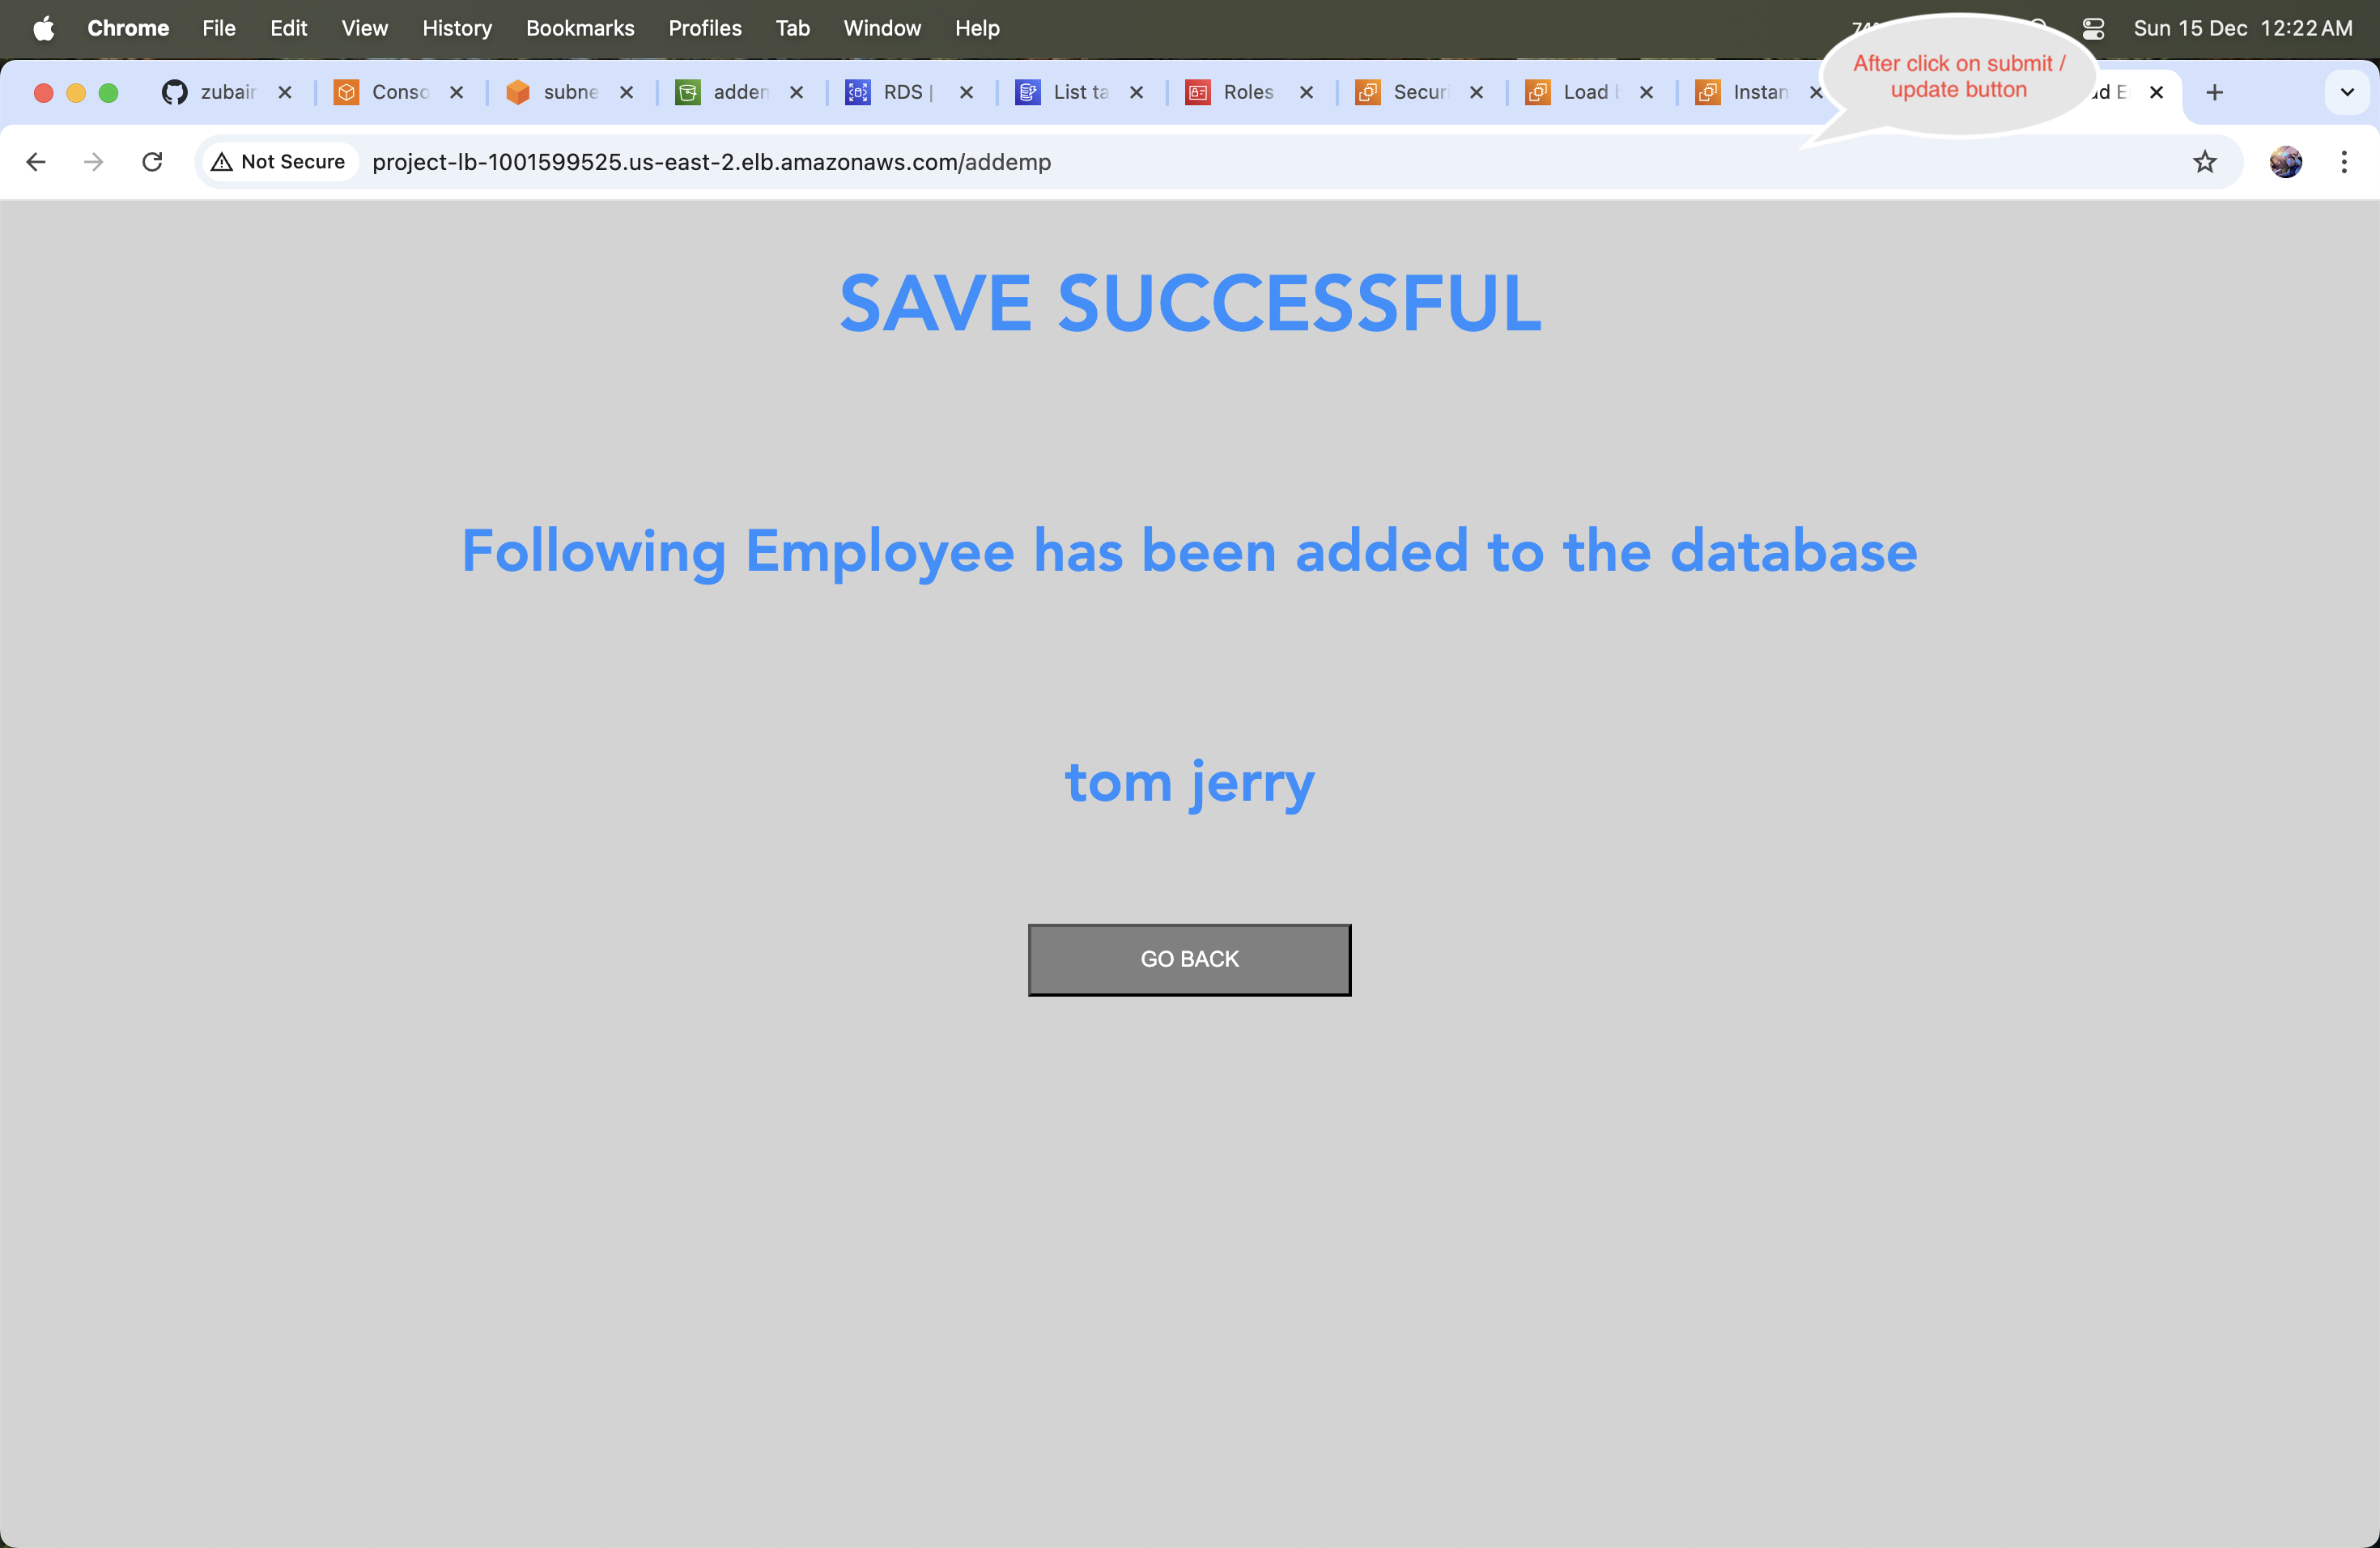 Chrome File Edit View History Bookmarks Profiles Tab Window Help Sun 15 Dec 12:22 AM
After click on submit /
update button
zubair Conso subne adden RDS | List ta Roles Securi Load Instan
Not Secure project-lb-1001599525.us-east-2.elb.amazonaws.com/addemp
SAVE SUCCESSFUL
Following Employee has been added to the database
tom jerry
GO BACK